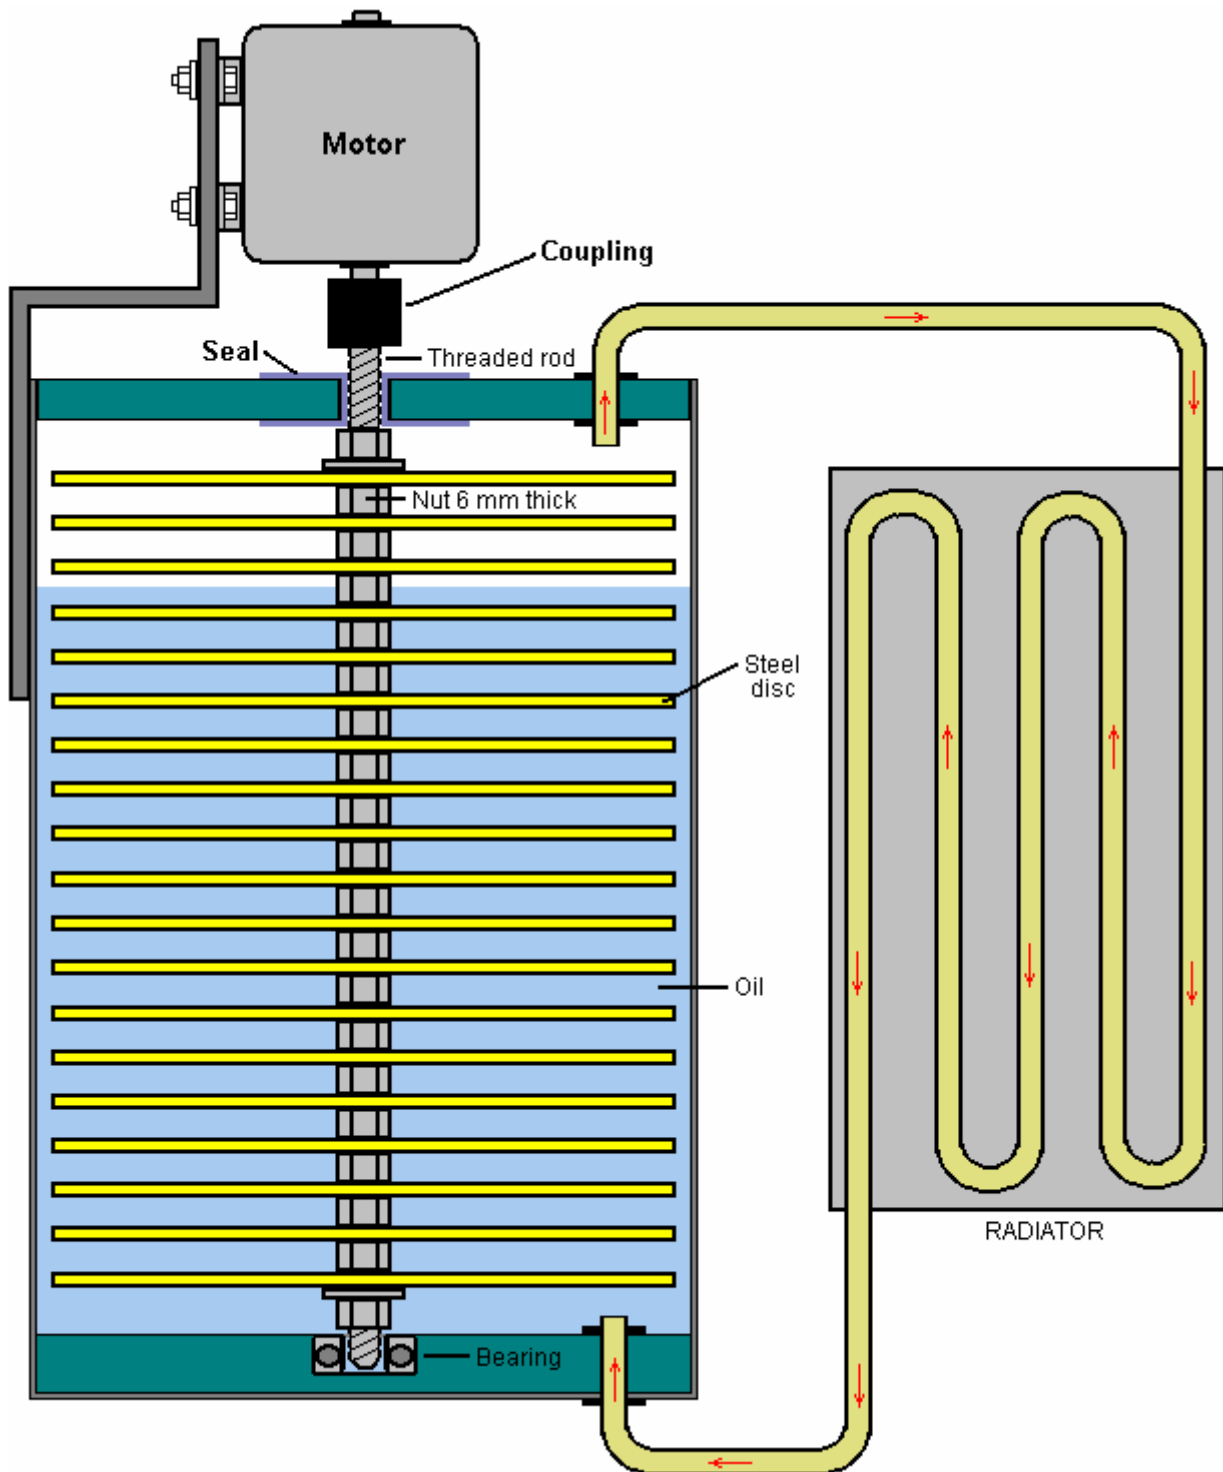 Motor
Coupling
Seal
Threaded rod
Nut 6 mm thick
Steel
disc
Oil
RADIATOR
Bearing